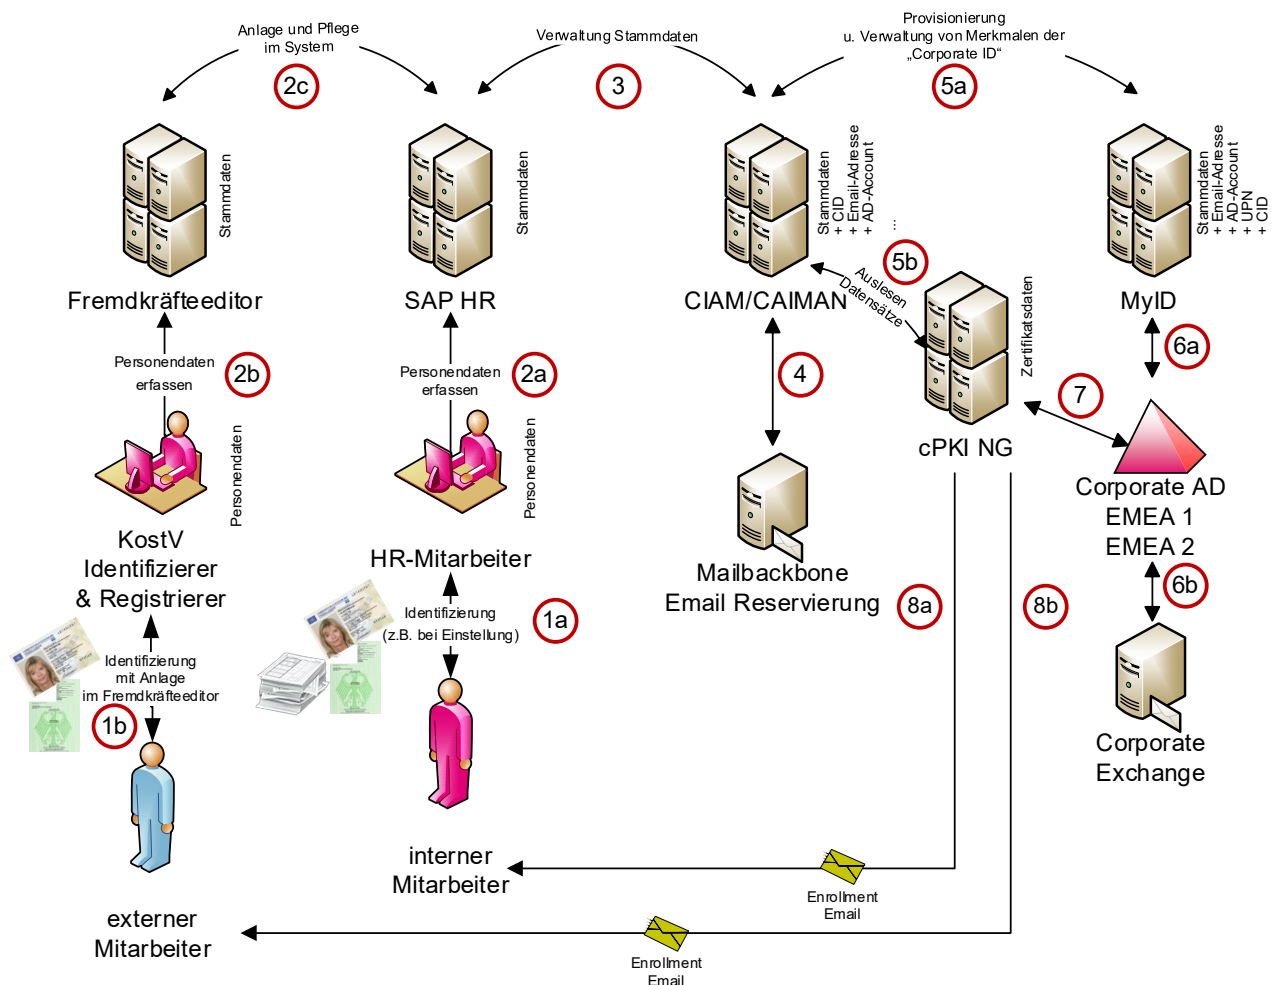 Anlage und Pflege
im System
2c
Verwaltung Stammdaten
3
Provisionierung
u. Verwaltung von Merkmalen der
„Corporate ID“
5a
Stammdaten
Stammdaten
Stammdaten
+ CID
+ Email-Adresse
+ AD-Account
...
Stammdaten
+ Email-Adresse
+ AD-Account
+ UPN
+ CID
5b
Auslesen
Datensätze
Zertifikatsdaten
Fremdkräfteeditor
SAP HR
CIAM/CAIMAN
MyID
Personendaten
erfassen
2b
Personendaten
erfassen
2a
4
6a
7
Personendaten
Personendaten
cPKI NG
Corporate AD
EMEA 1
EMEA 2
KostV
Identifizierer
& Registrierer
HR-Mitarbeiter
Mailbackbone
Email Reservierung
8a
8b
6b
Identifizierung
(z.B. bei Einstellung)
1a
Identifizierung
mit Anlage
im Fremdkräfteeditor
1b
Corporate
Exchange
interner
Mitarbeiter
Enrollment
Email
externer
Mitarbeiter
Enrollment
Email